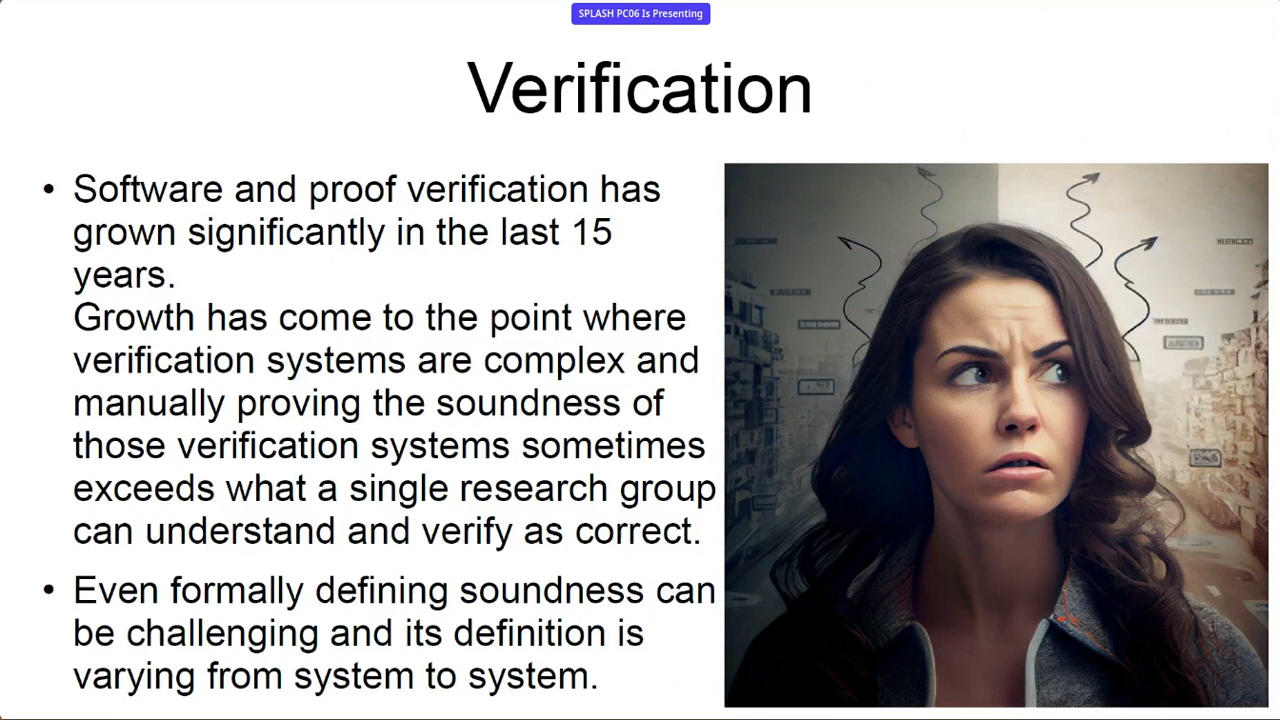 SPLASH PC06 Is Presenting
Verification
• Software and proof verification has
grown significantly in the last 15
years.
Growth has come to the point where
verification systems are complex and
manually proving the soundness of
those verification systems sometimes
exceeds what a single research group
can understand and verify as correct.
• Even formally defining soundness can
be challenging and its definition is
varying from system to system.